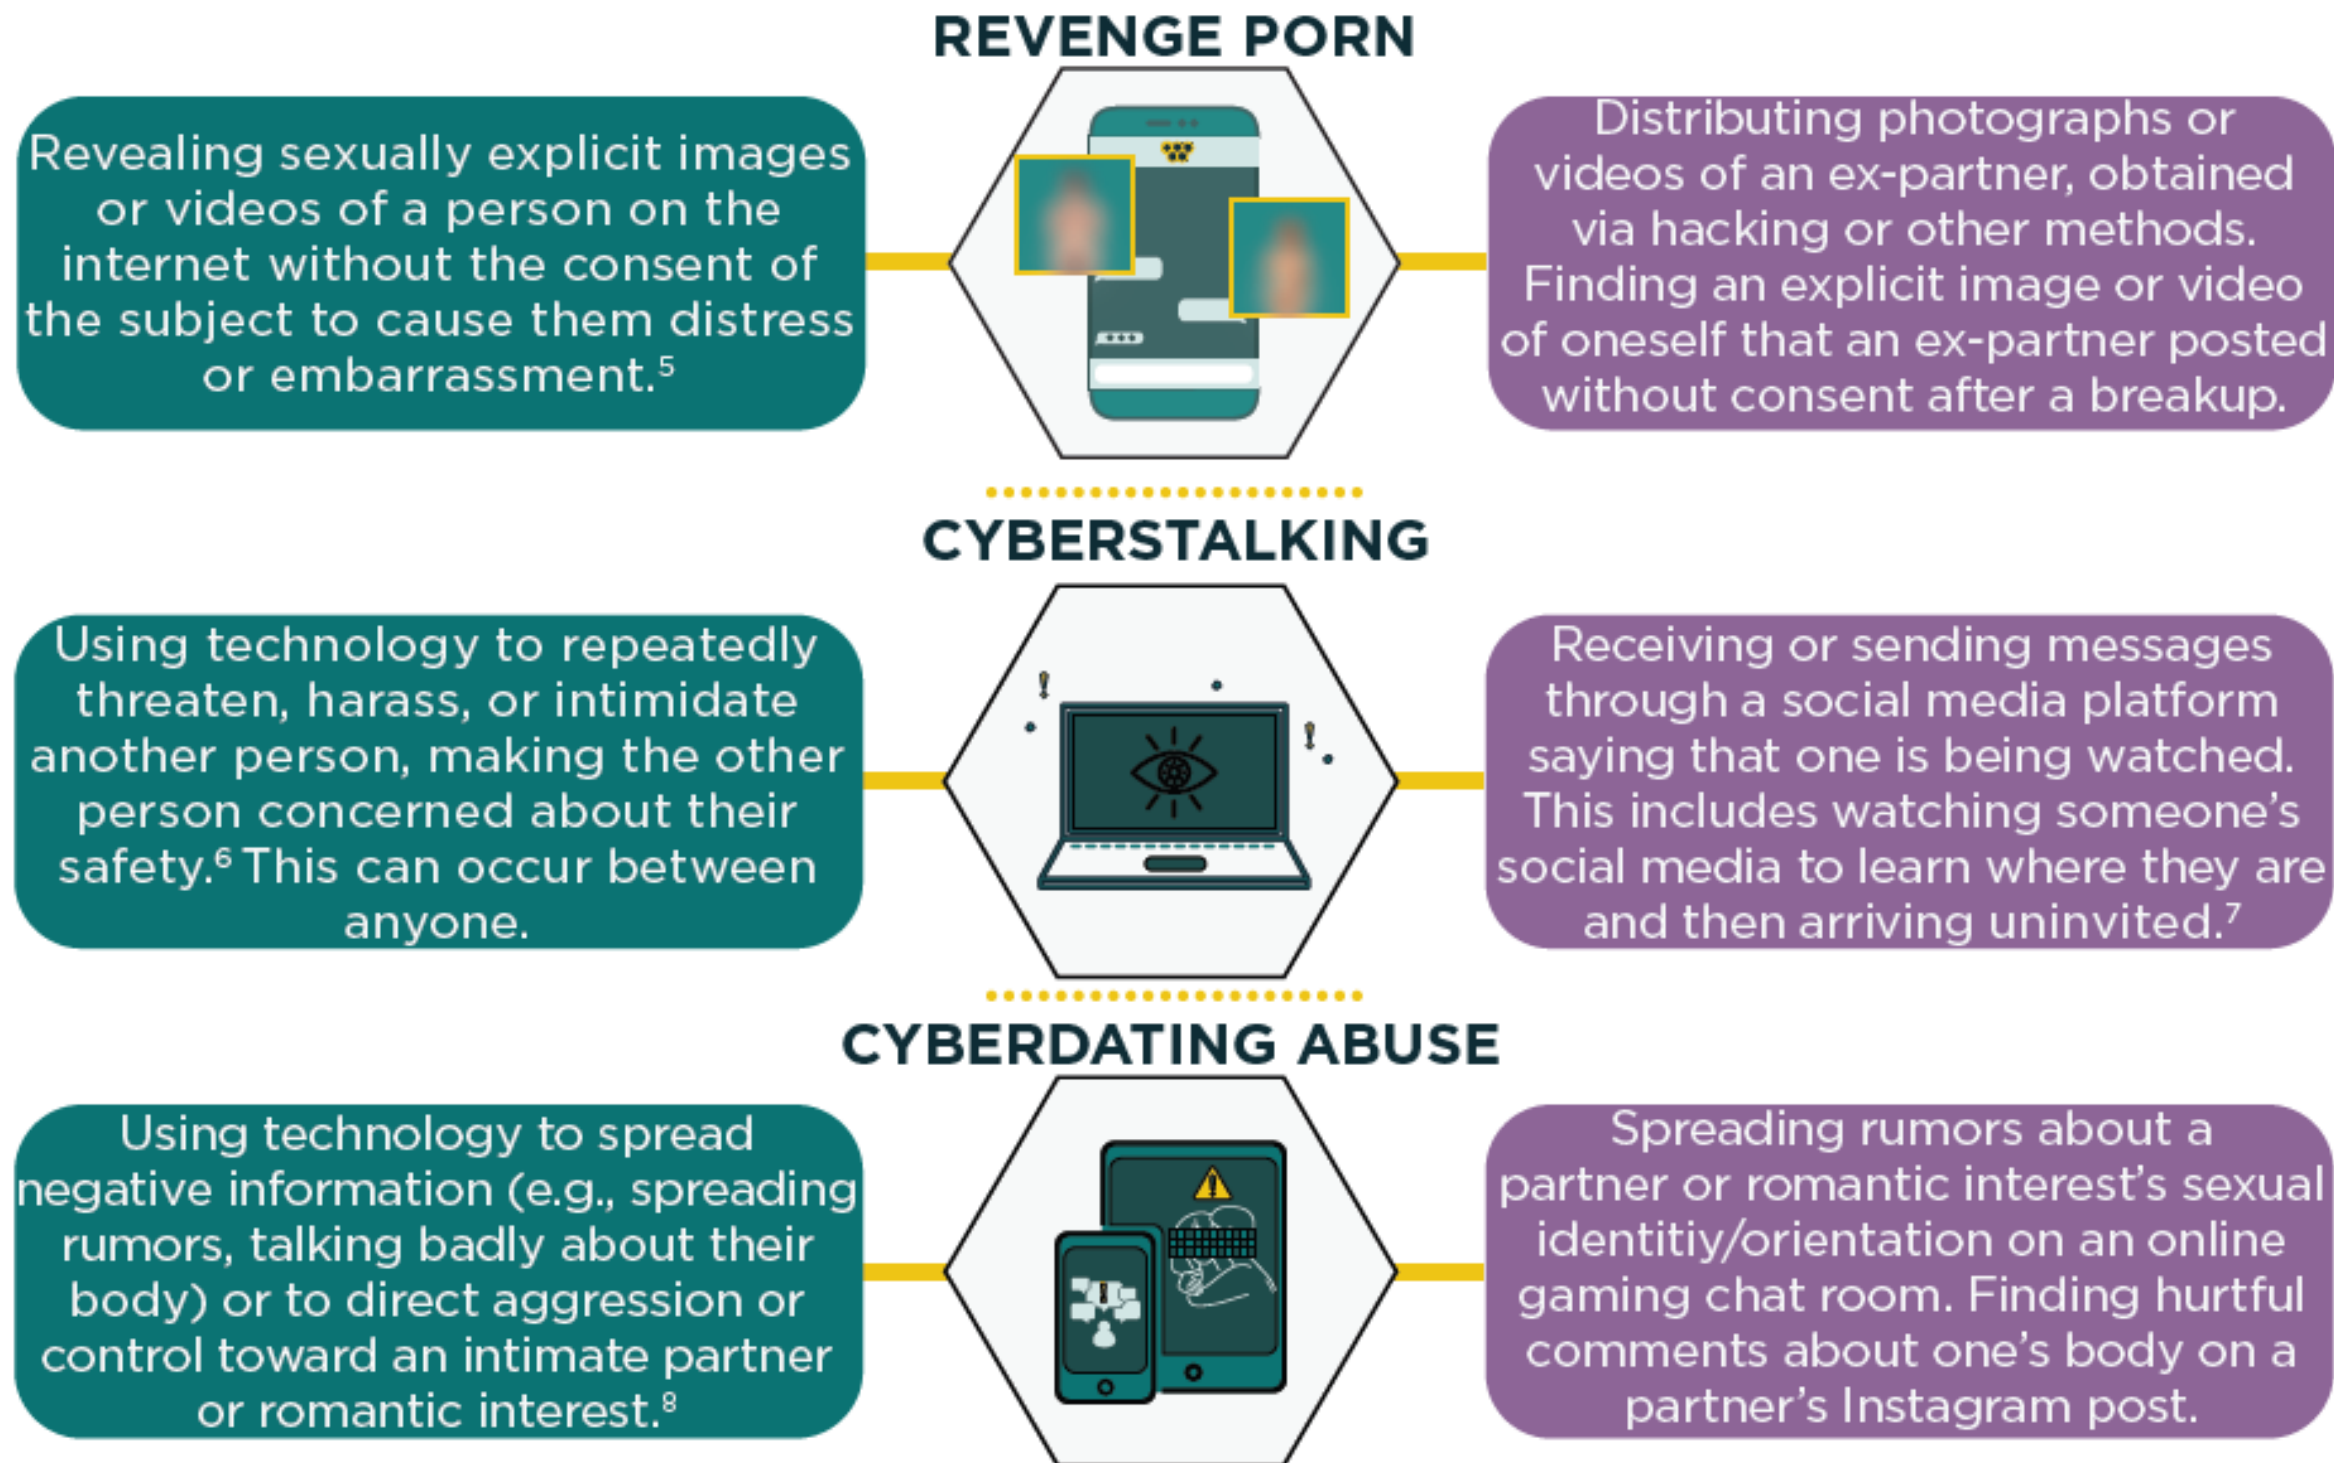 REVENGE PORN
Revealing sexually explicit images
or videos of a person on the
internet without the consent of
the subject to cause them distress
or embarrassment.⁵
Distributing photographs or
videos of an ex-partner, obtained
via hacking or other methods.
Finding an explicit image or video
of oneself that an ex-partner posted
without consent after a breakup.
CYBERSTALKING
Using technology to repeatedly
threaten, harass, or intimidate
another person, making the other
person concerned about their
safety.⁶ This can occur between
anyone.
Receiving or sending messages
through a social media platform
saying that one is being watched.
This includes watching someone’s
social media to learn where they are
and then arriving uninvited.⁷
CYBERDATING ABUSE
Using technology to spread
negative information (e.g., spreading
rumors, talking badly about their
body) or to direct aggression or
control toward an intimate partner
or romantic interest.⁸
Spreading rumors about a
partner or romantic interest’s sexual
identitiy/orientation on an online
gaming chat room. Finding hurtful
comments about one’s body on a
partner’s Instagram post.